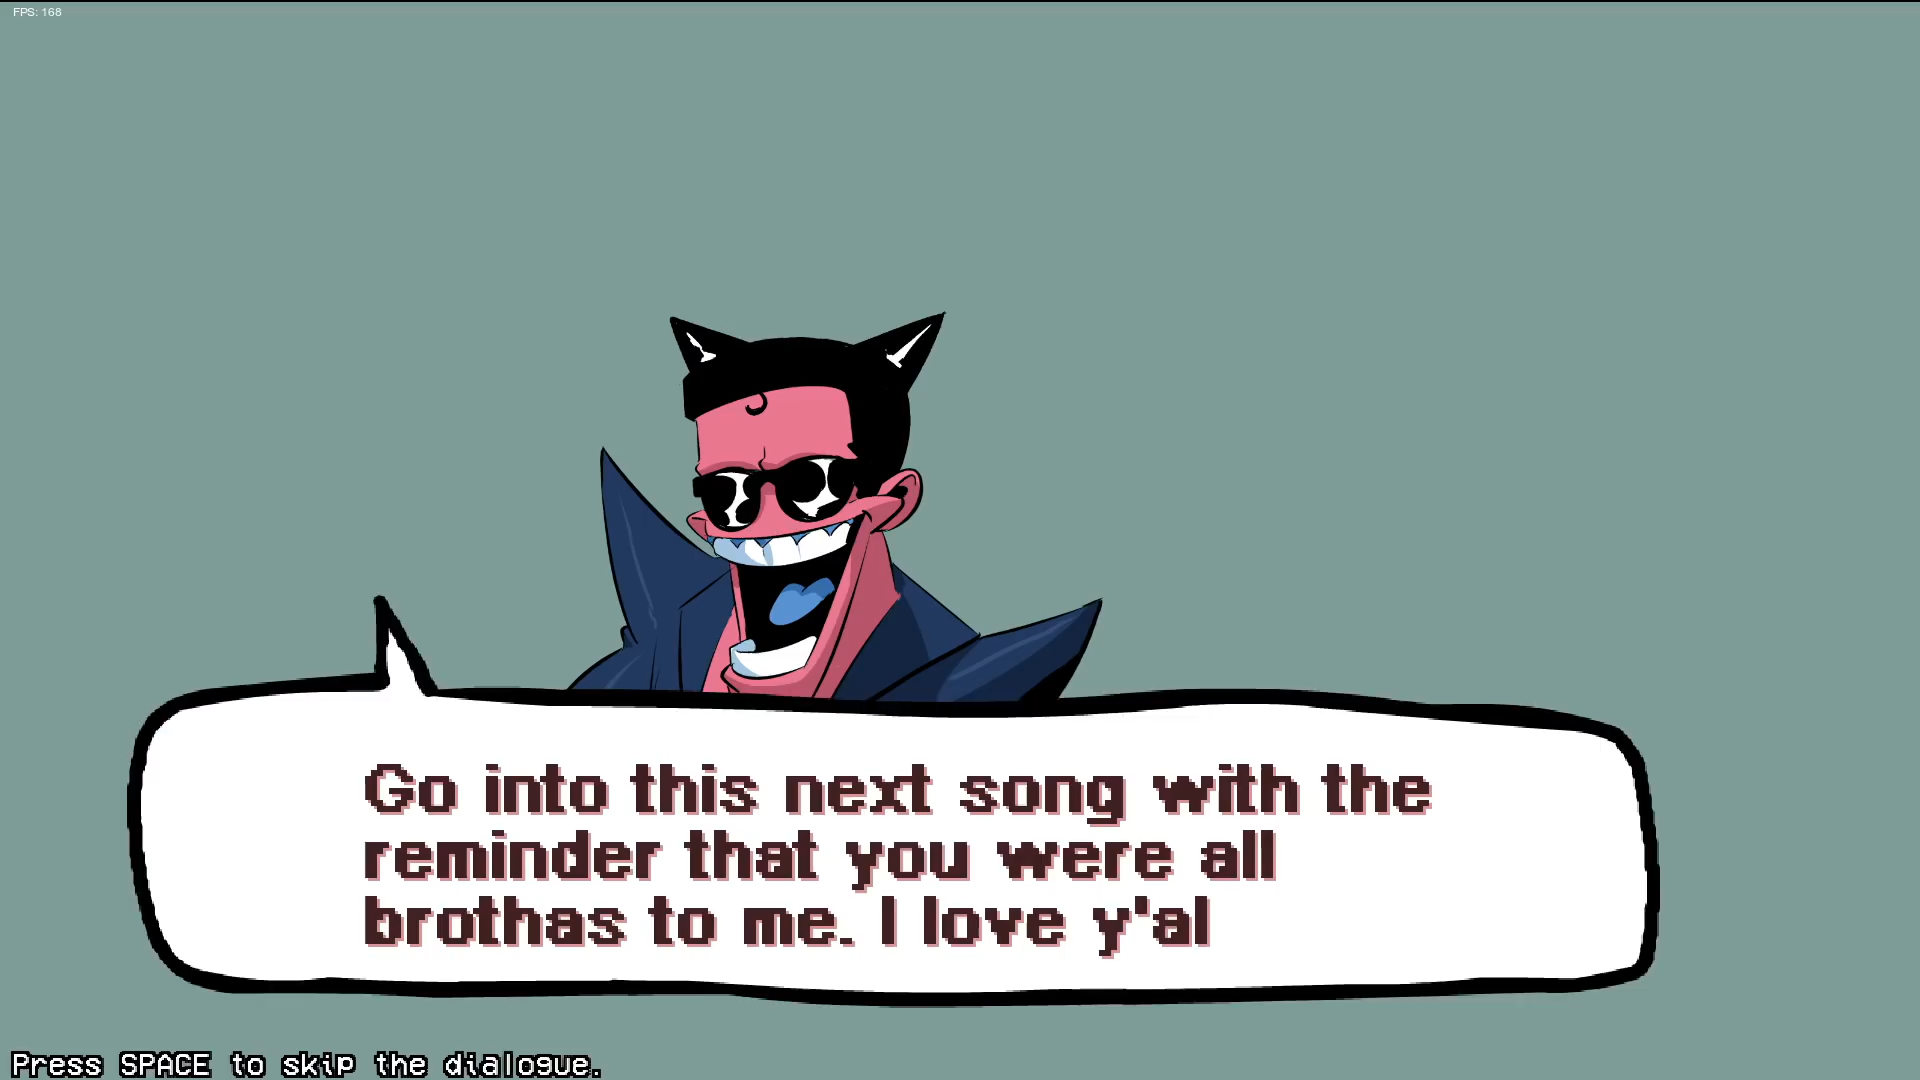 FPS: 168
Go into this next song with the
reminder that you were all
brothas to me. I love y'al
Press SPACE to skip the dialogue.